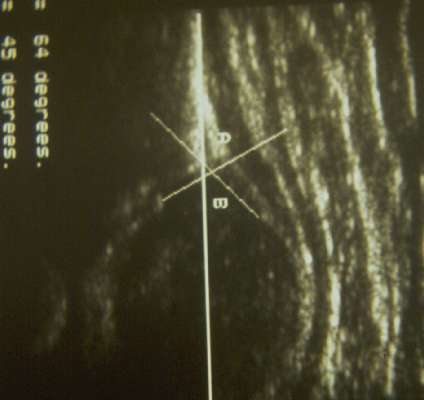 = 64 degrees.
= 45 degrees.
A
B